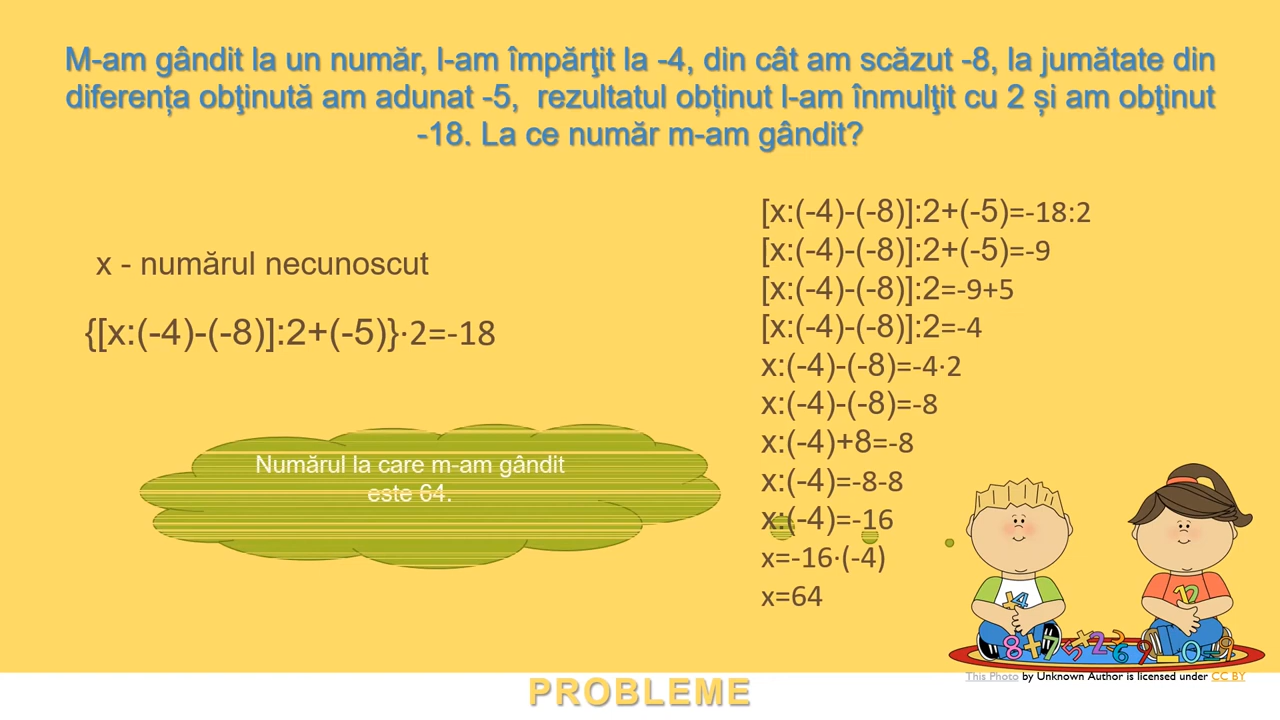 M-am gândit la un număr, l-am împărţit la -4, din cât am scăzut -8, la jumătate din
diferența obţinută am adunat -5,  rezultatul obținut l-am înmulţit cu 2 și am obţinut
-18. La ce număr m-am gândit?
x - numărul necunoscut
{[x:(-4)-(-8)]:2+(-5)}·2=-18
Numărul la care m-am gândit
este 64.
[x:(-4)-(-8)]:2+(-5)=-18:2
[x:(-4)-(-8)]:2+(-5)=-9
[x:(-4)-(-8)]:2=-9+5
[x:(-4)-(-8)]:2=-4
x:(-4)-(-8)=-4·2
x:(-4)-(-8)=-8
x:(-4)+8=-8
x:(-4)=-8-8
x:(-4)=-16
x=-16·(-4)
x=64
This Photo by Unknown Author is licensed under CC BY
PROBLEME